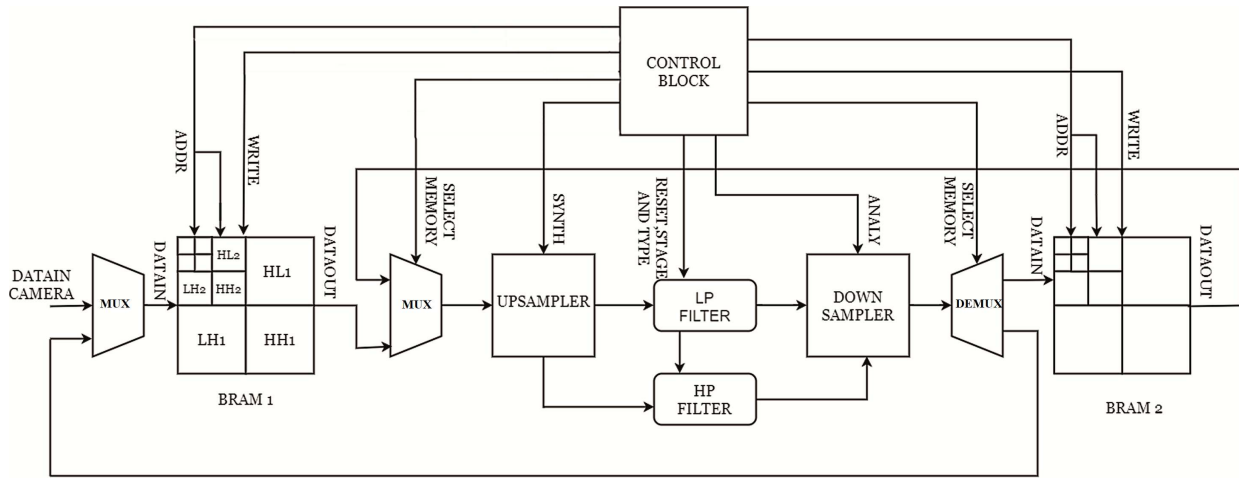 CONTROL
BLOCK
ADDR
WRITE
SELECT
MEMORY
SYNTH
RESET,STAGE
AND TYPE
ANALY
SELECT
MEMORY
ADDR
WRITE
DATAIN
CAMERA
MUX
DATAIN
HL2
LH2
HH2
HL1
LH1
HH1
BRAM 1
DATAOUT
MUX
UPSAMPLER
LP
FILTER
HP
FILTER
DOWN
SAMPLER
DEMUX
DATAIN
DATAOUT
BRAM 2